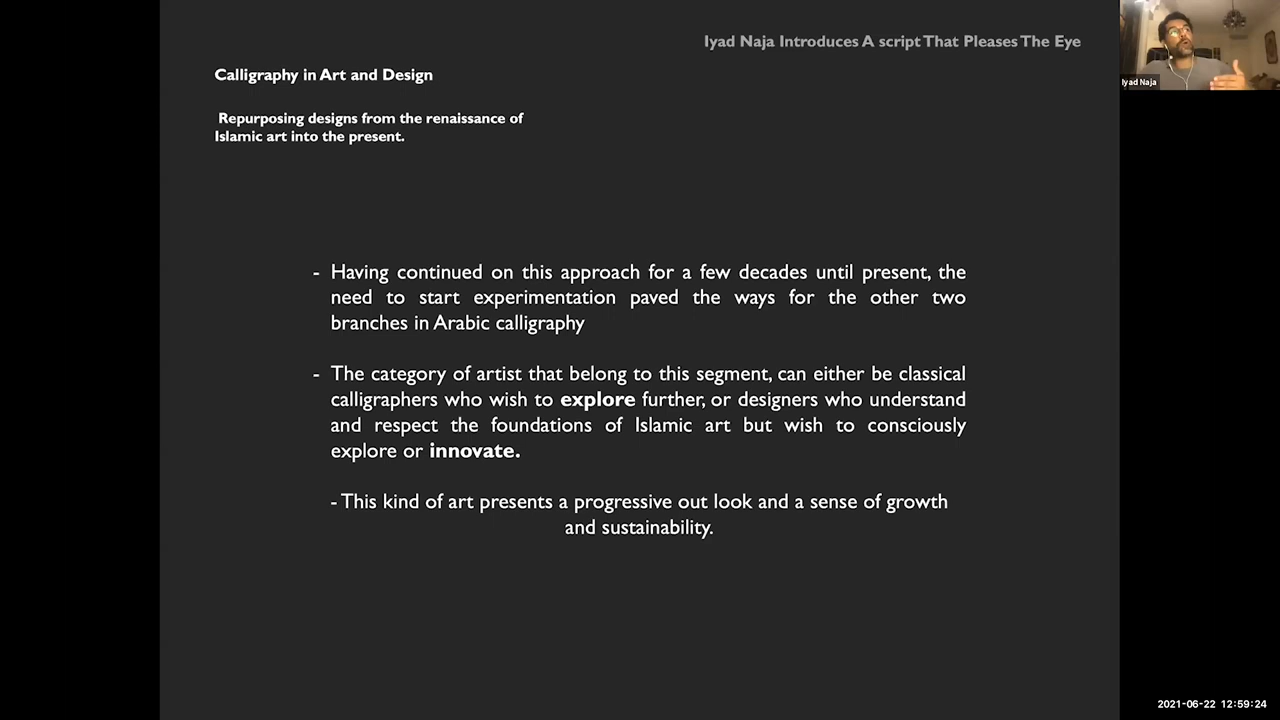 Iyad Naja Introduces A script That Pleases The Eye
Iyad Naja
Calligraphy in Art and Design
Repurposing designs from the renaissance of
Islamic art into the present.
- Having continued on this approach for a few decades until present, the
need to start experimentation paved the ways for the other two
branches in Arabic calligraphy
- The category of artist that belong to this segment, can either be classical
calligraphers who wish to explore further, or designers who understand
and respect the foundations of Islamic art but wish to consciously
explore or innovate.
- This kind of art presents a progressive out look and a sense of growth
and sustainability.
2021-06-22 12:59:24